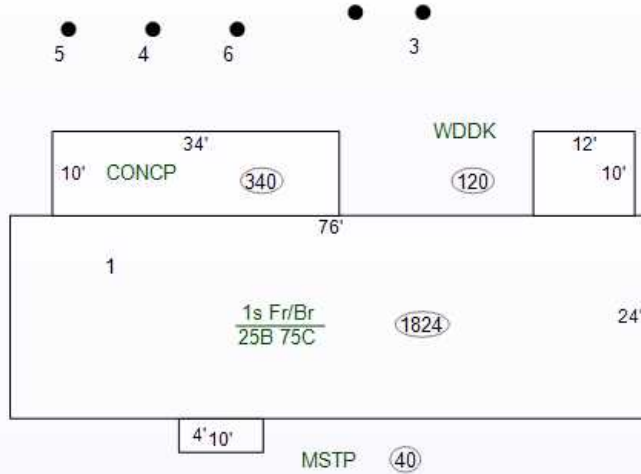 5 4 6 3
WDDK
34' 12'
10' CONCP 340 120 10'
76'
1
1s Fr/Br 1824 24'
25B 75C
4' 10'
MSTP 40